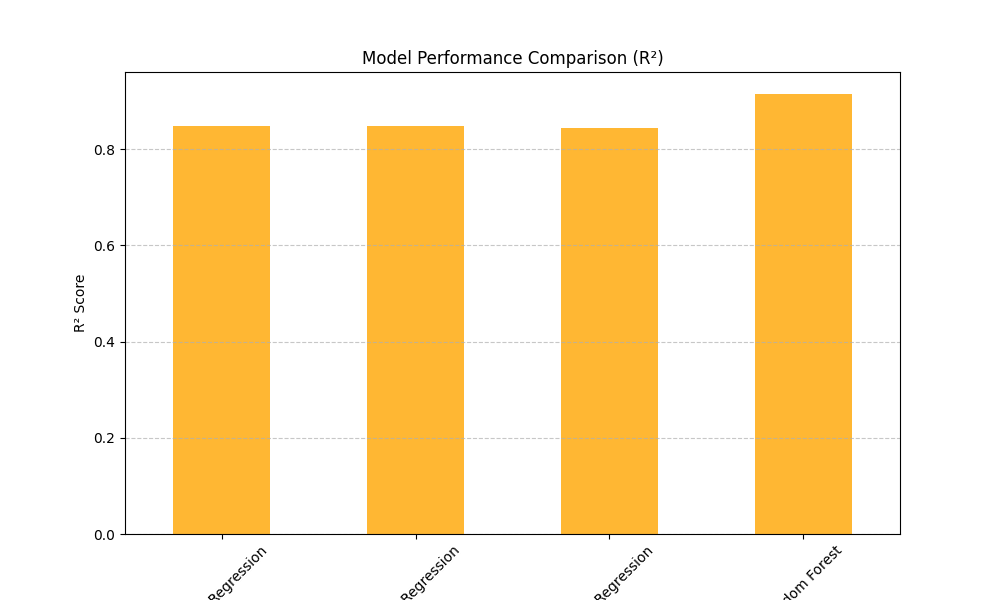 Model Performance Comparison (R²)
R² Score
0.8
0.6
0.4
0.2
0.0
Regression
Regression
Regression
Forest